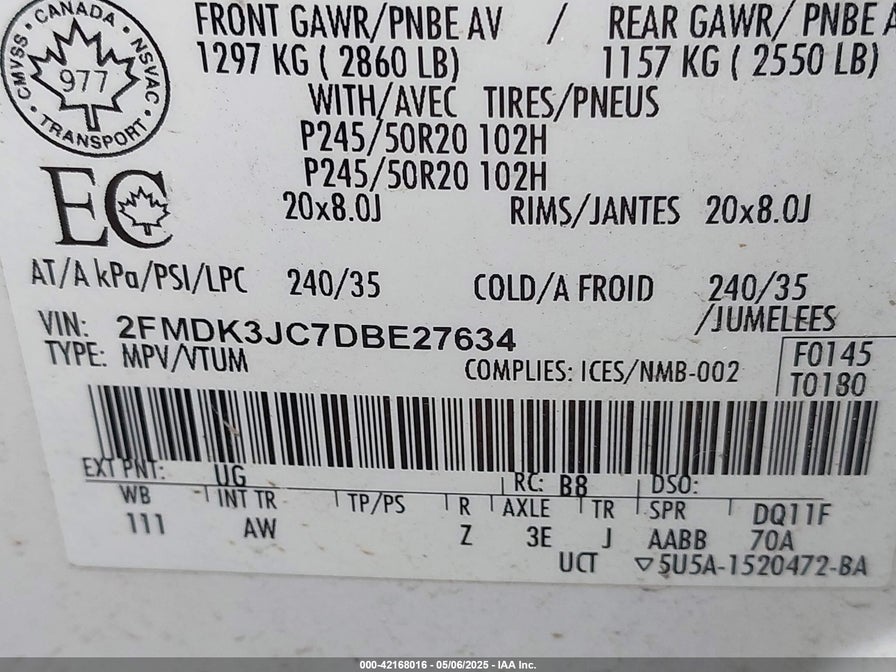 CMVSS · CANADA · NSVAC · TRANSPORT ·
977
FRONT GAWR/PNBE AV / REAR GAWR/ PNBE A
1297 KG ( 2860 LB) 1157 KG ( 2550 LB)
WITH/AVEC TIRES/PNEUS
P245/50R20 102H
P245/50R20 102H
EC
20x8.0J RIMS/JANTES 20x8.0J
AT/A kPa/PSI/LPC 240/35 COLD/A FROID 240/35
/JUMELEES
VIN: 2FMDK3JC7DBE27634
TYPE: MPV/VTUM COMPLIES: ICES/NMB-002
F0145
T0180
EXT PNT: UG RC: B8 DSO:
WB INT TR TP/PS R AXLE TR SPR DQ11F
111 AW Z 3E J AABB 70A
UCT ▽5U5A-1520472-BA
000-42168016 - 05/06/2025 - IAA Inc.